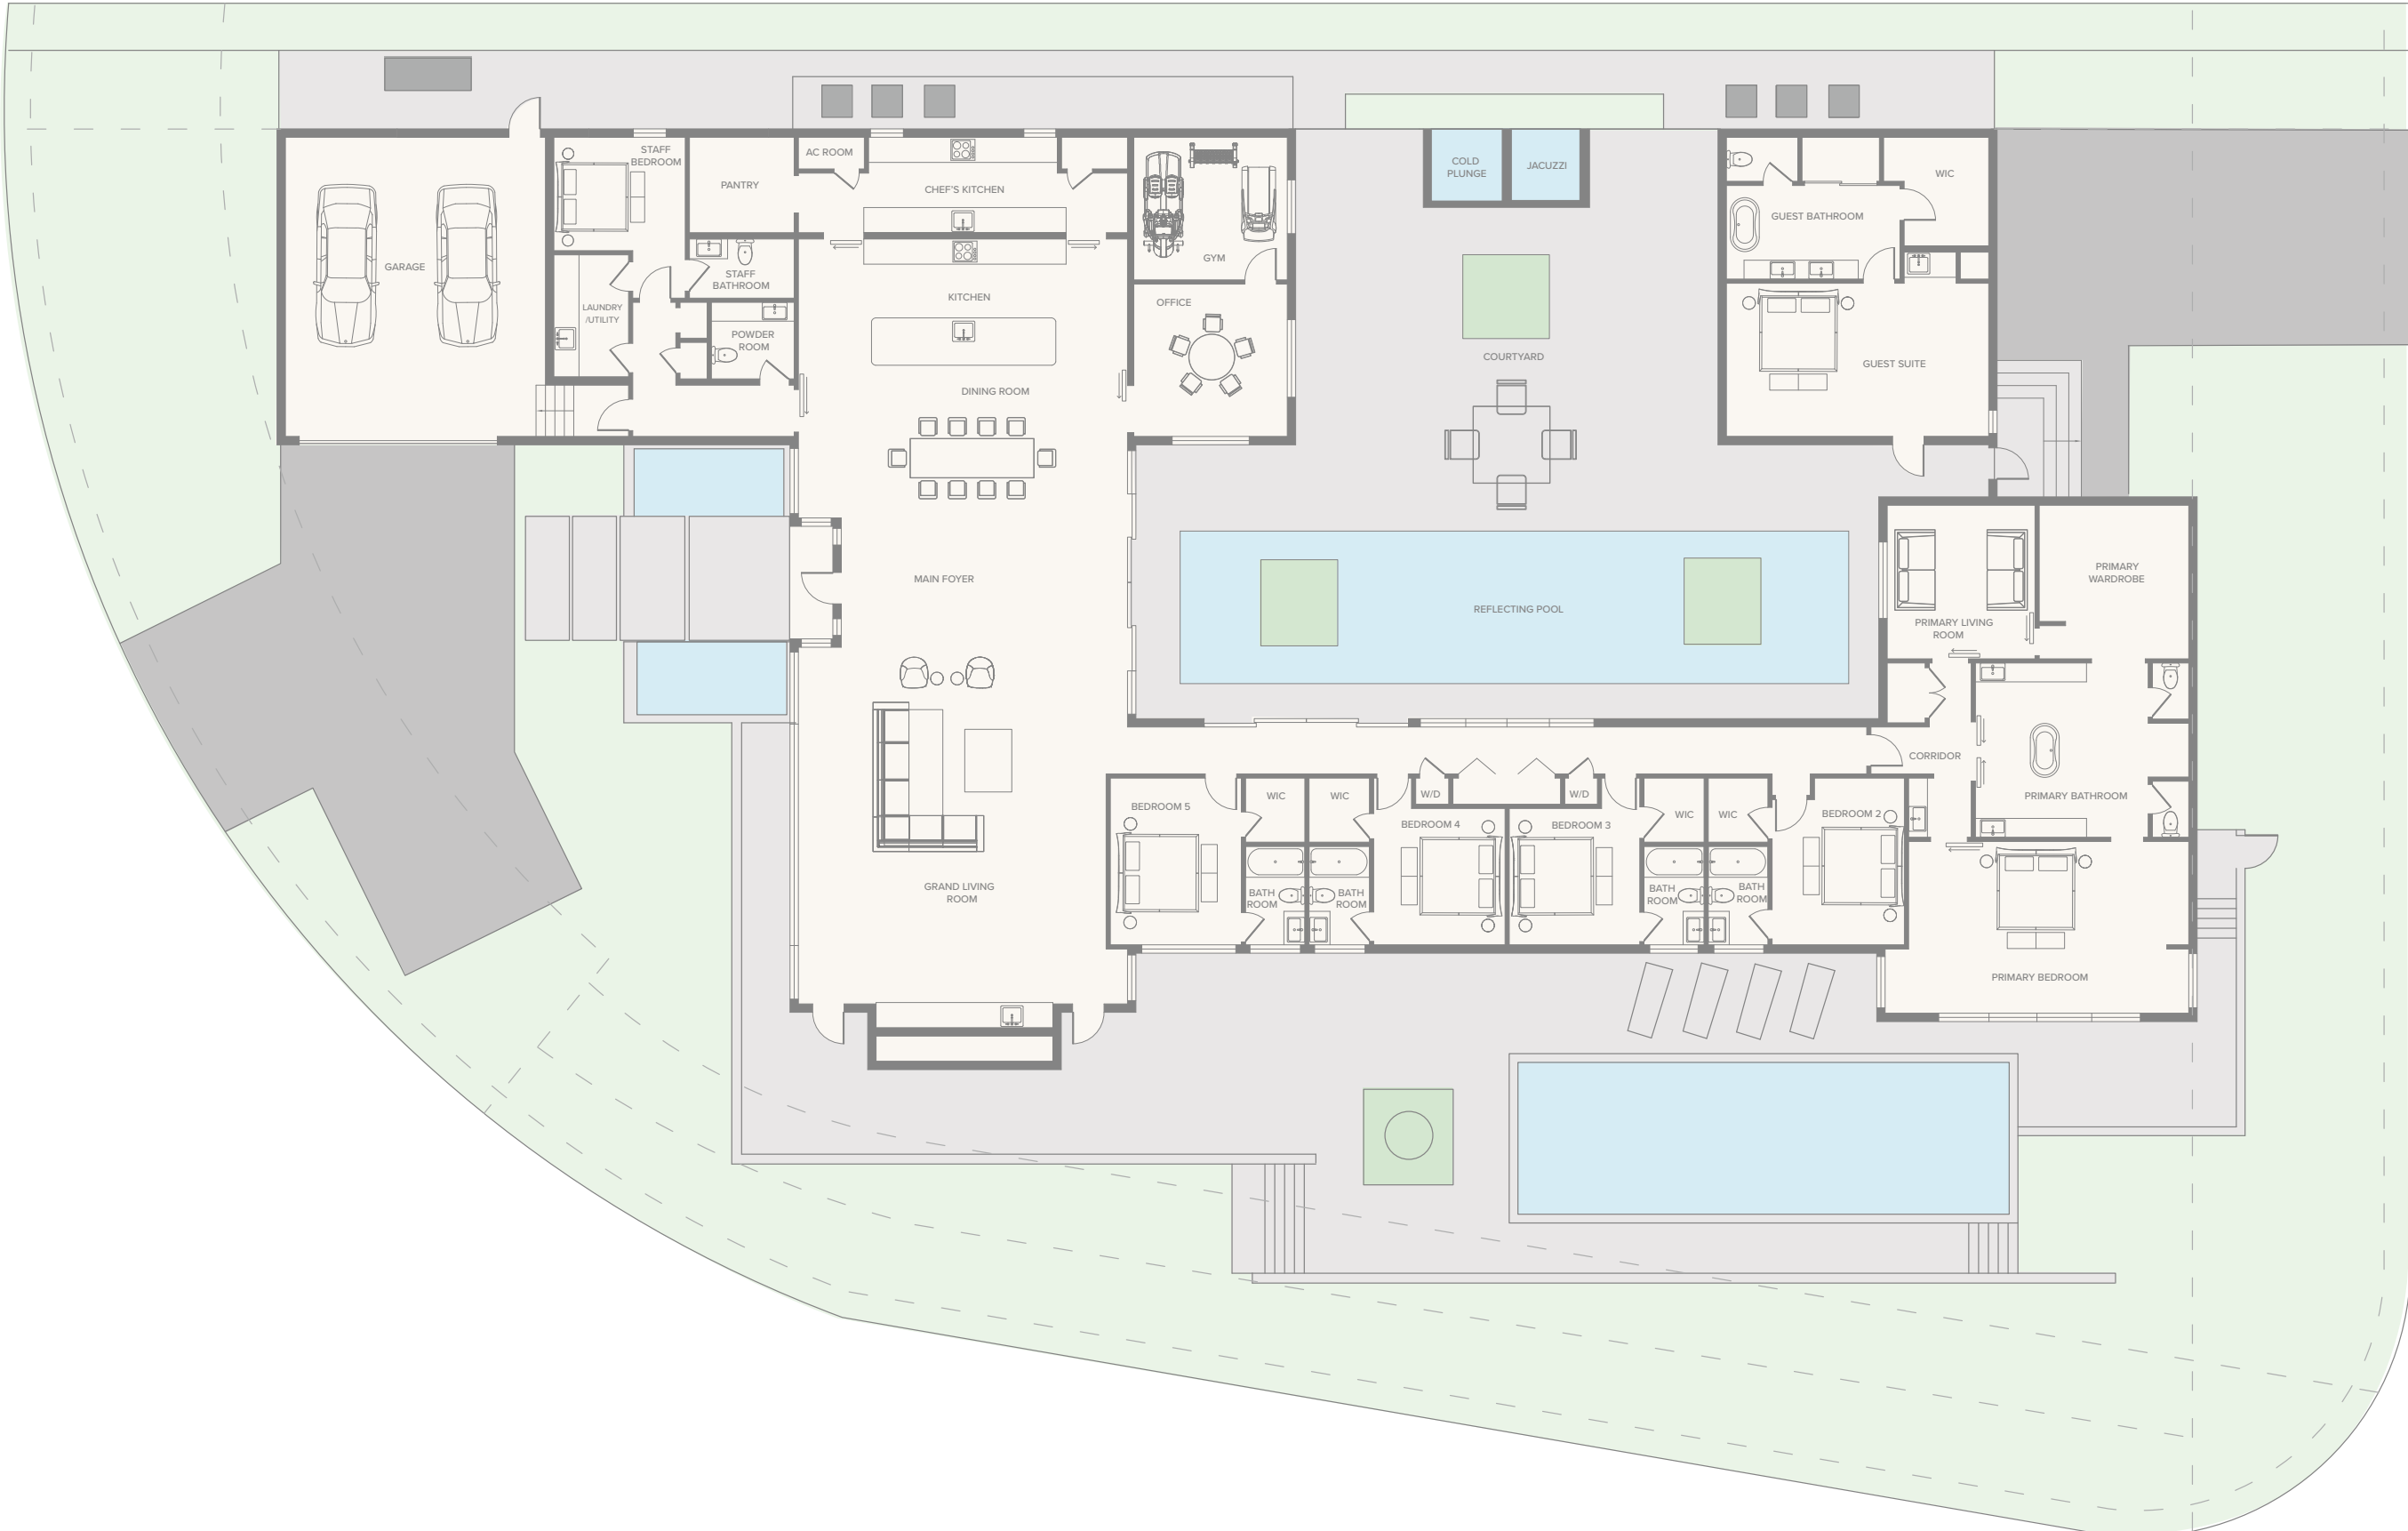 STAFF
BEDROOM
AC ROOM
PANTRY
CHEF'S KITCHEN
COLD
PLUNGE
JACUZZI
WIC
GUEST BATHROOM
GYM
GARAGE
STAFF
BATHROOM
KITCHEN
OFFICE
LAUNDRY
/UTILITY
POWDER
ROOM
COURTYARD
GUEST SUITE
DINING ROOM
MAIN FOYER
REFLECTING POOL
PRIMARY
WARDROBE
PRIMARY LIVING
ROOM
CORRIDOR
PRIMARY BATHROOM
BEDROOM 5
WIC
WIC
W/D
W/D
BEDROOM 4
BEDROOM 3
WIC
WIC
BEDROOM 2
GRAND LIVING
ROOM
BATH
ROOM
BATH
ROOM
BATH
ROOM
BATH
ROOM
PRIMARY BEDROOM